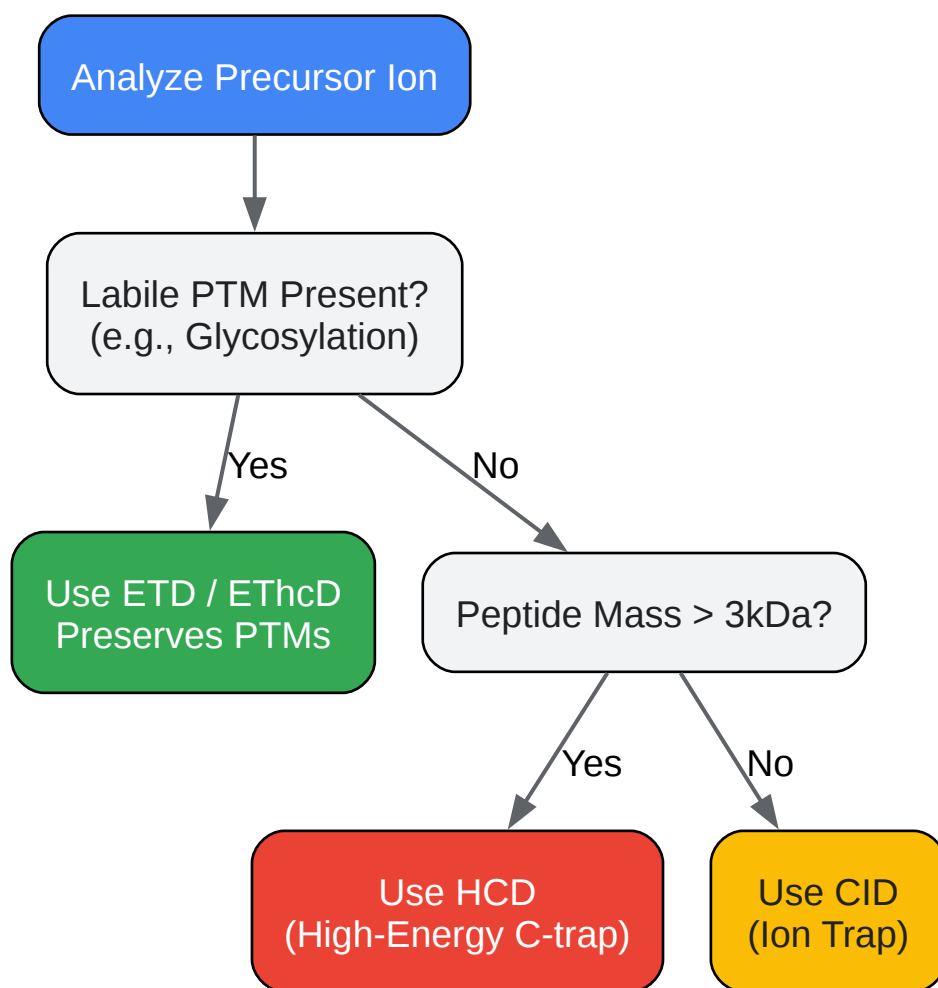 Analyze Precursor Ion
Labile PTM Present?
(e.g., Glycosylation)
Yes
No
Use ETD / EThcD
Preserves PTMs
Peptide Mass > 3kDa?
Yes
No
Use HCD
(High-Energy C-trap)
Use CID
(Ion Trap)